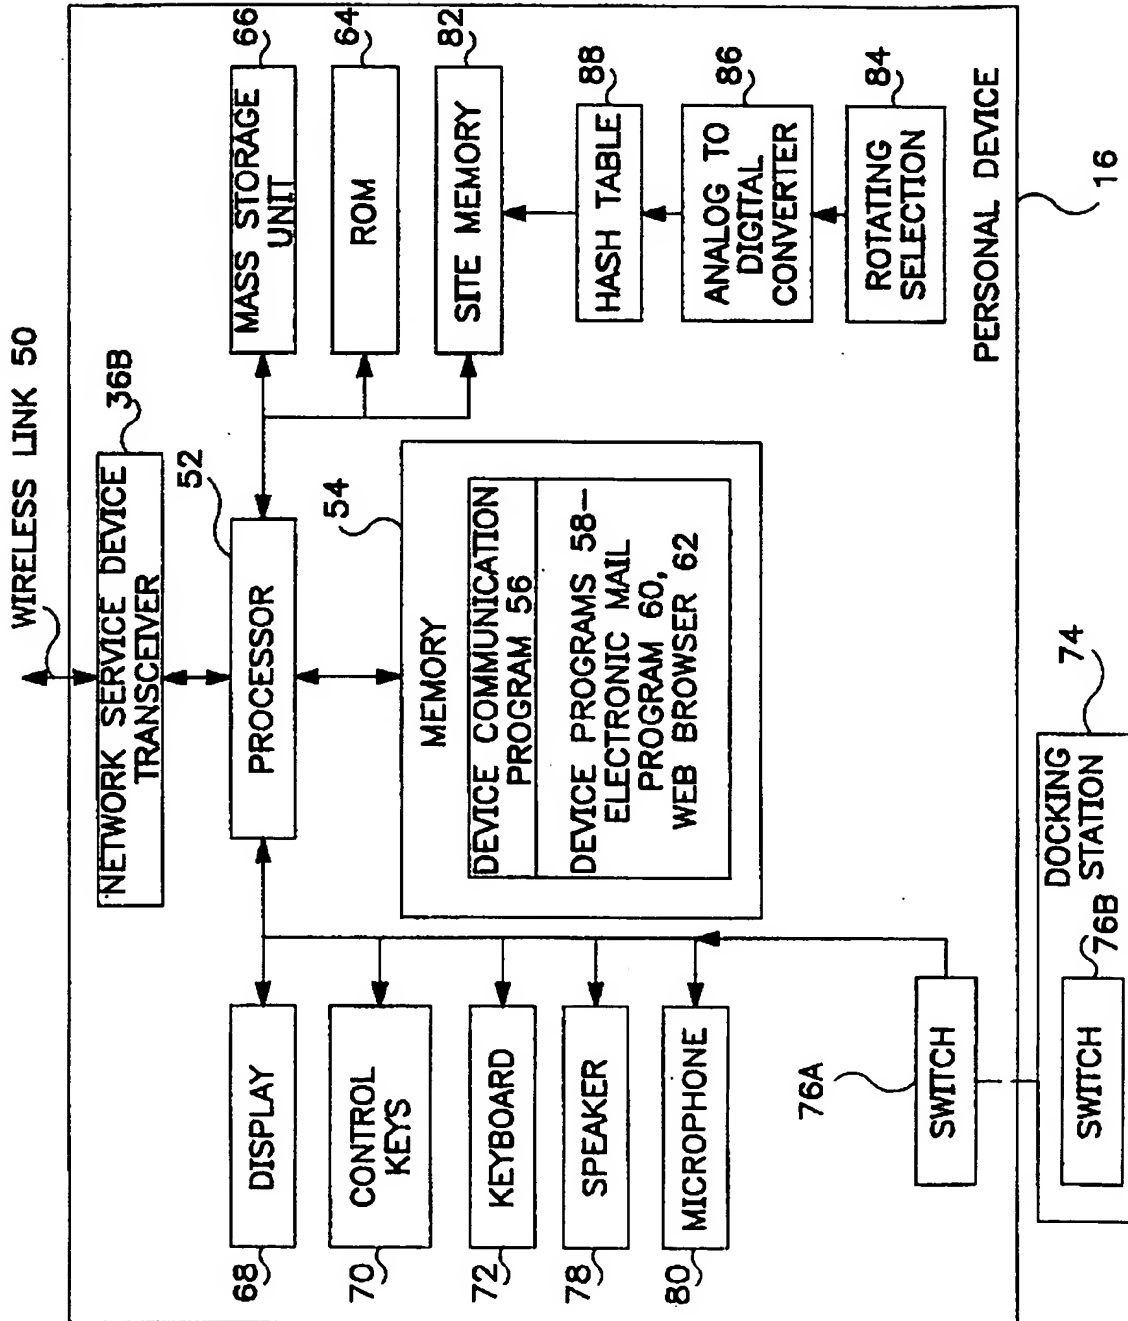 WIRELESS LINK 50
NETWORK SERVICE DEVICE
TRANSCEIVER
36B
PROCESSOR
52
MEMORY
54
DEVICE COMMUNICATION
PROGRAM 56
DEVICE PROGRAMS 58—
ELECTRONIC MAIL
PROGRAM 60,
WEB BROWSER 62
68
DISPLAY
70
CONTROL
KEYS
72
KEYBOARD
78
SPEAKER
80
MICROPHONE
MASS STORAGE
UNIT
66
ROM
64
SITE MEMORY
82
HASH TABLE
88
ANALOG TO
DIGITAL
CONVERTER
86
ROTATING
SELECTION
84
PERSONAL DEVICE
16
76A
SWITCH
DOCKING
STATION
74
76B
SWITCH